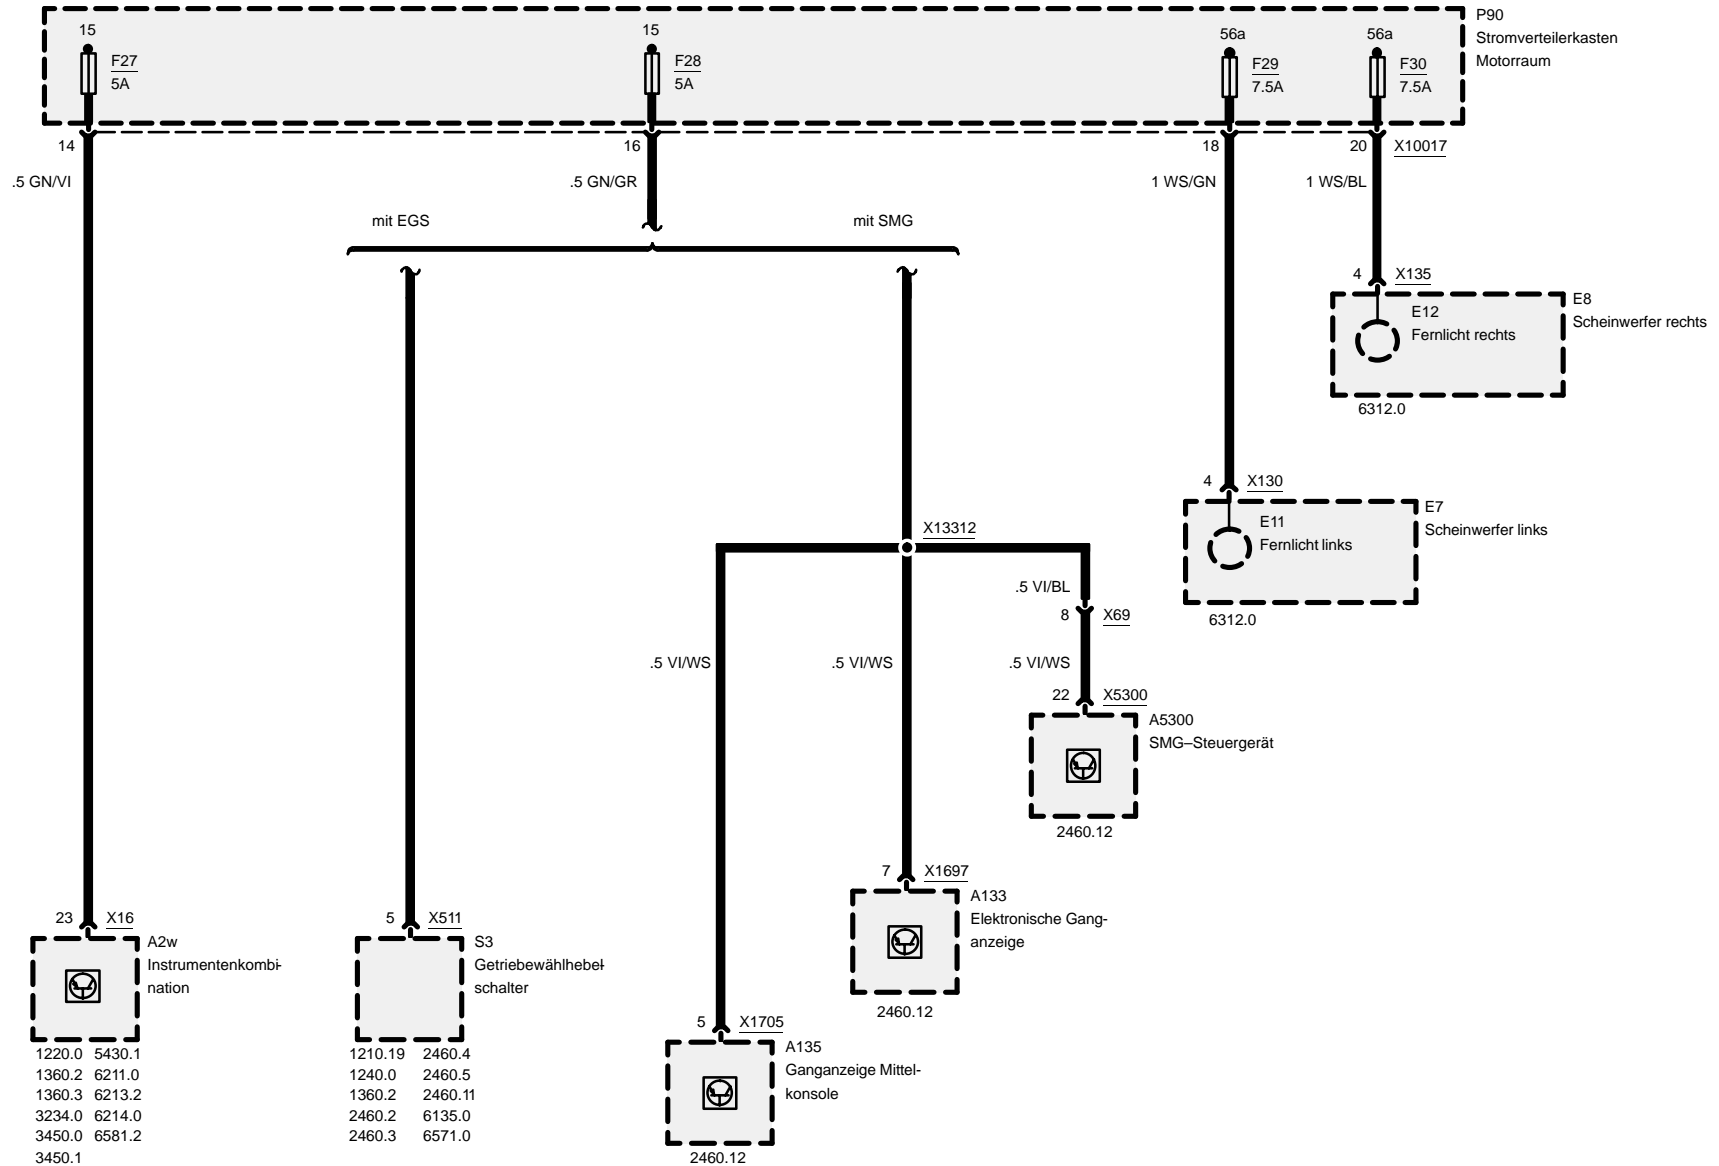 P90
Stromverteilerkasten
Motorraum
15
F27
5A
15
F28
5A
56a
F29
7.5A
56a
F30
7.5A
14
16
18
20
X10017
.5 GN/VI
.5 GN/GR
1 WS/GN
1 WS/BL
mit EGS
mit SMG
4
X135
E8
Scheinwerfer rechts
E12
Fernlicht rechts
6312.0
4
X130
E7
Scheinwerfer links
E11
Fernlicht links
6312.0
X13312
.5 VI/BL
8
X69
.5 VI/WS
.5 VI/WS
.5 VI/WS
22
X5300
A5300
SMG–Steuergerät
2460.12
7
X1697
A133
Elektronische Gang-
anzeige
2460.12
23
X16
A2w
Instrumentenkombi-
nation
1220.0 5430.1
1360.2 6211.0
1360.3 6213.2
3234.0 6214.0
3450.0 6581.2
3450.1
5
X511
S3
Getriebewählhebel-
schalter
1210.19 2460.4
1240.0 2460.5
1360.2 2460.11
2460.2 6135.0
2460.3 6571.0
5
X1705
A135
Ganganzeige Mittel-
konsole
2460.12